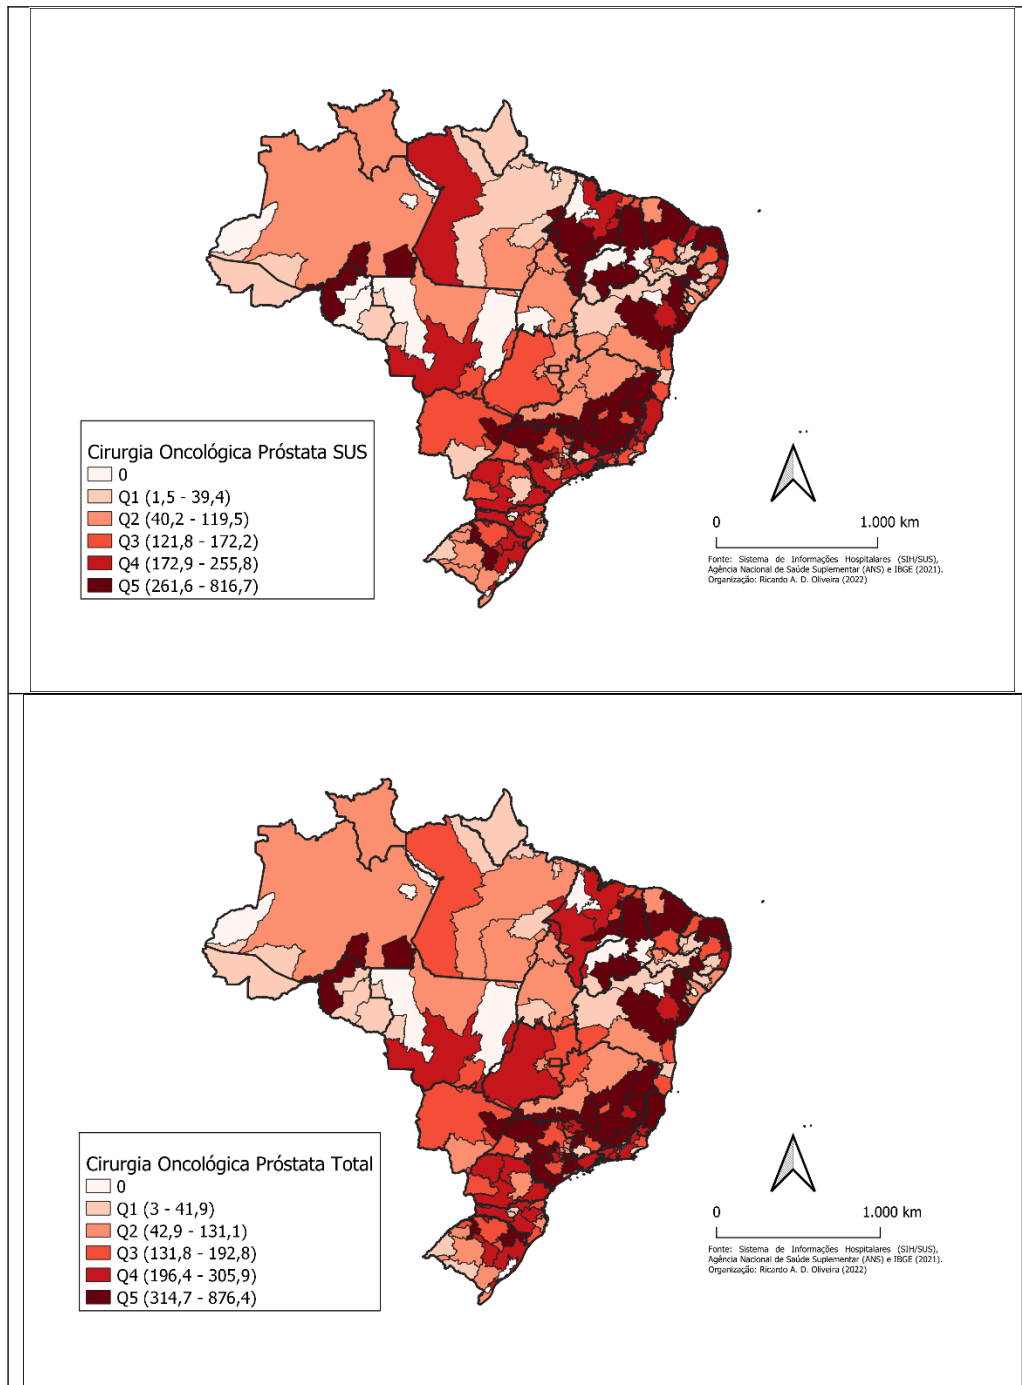 Cirurgia Oncológica Próstata SUS
0
Q1 (1,5 - 39,4)
Q2 (40,2 - 119,5)
Q3 (121,8 - 172,2)
Q4 (172,9 - 255,8)
Q5 (261,6 - 816,7)
0 1.000 km
Fonte: Sistema de Informações Hospitalares (SIH/SUS),
Agência Nacional de Saúde Suplementar (ANS) e IBGE (2021).
Organização: Ricardo A. D. Oliveira (2022)
Cirurgia Oncológica Próstata Total
0
Q1 (3 - 41,9)
Q2 (42,9 - 131,1)
Q3 (131,8 - 192,8)
Q4 (196,4 - 305,9)
Q5 (314,7 - 876,4)
0 1.000 km
Fonte: Sistema de Informações Hospitalares (SIH/SUS),
Agência Nacional de Saúde Suplementar (ANS) e IBGE (2021).
Organização: Ricardo A. D. Oliveira (2022)